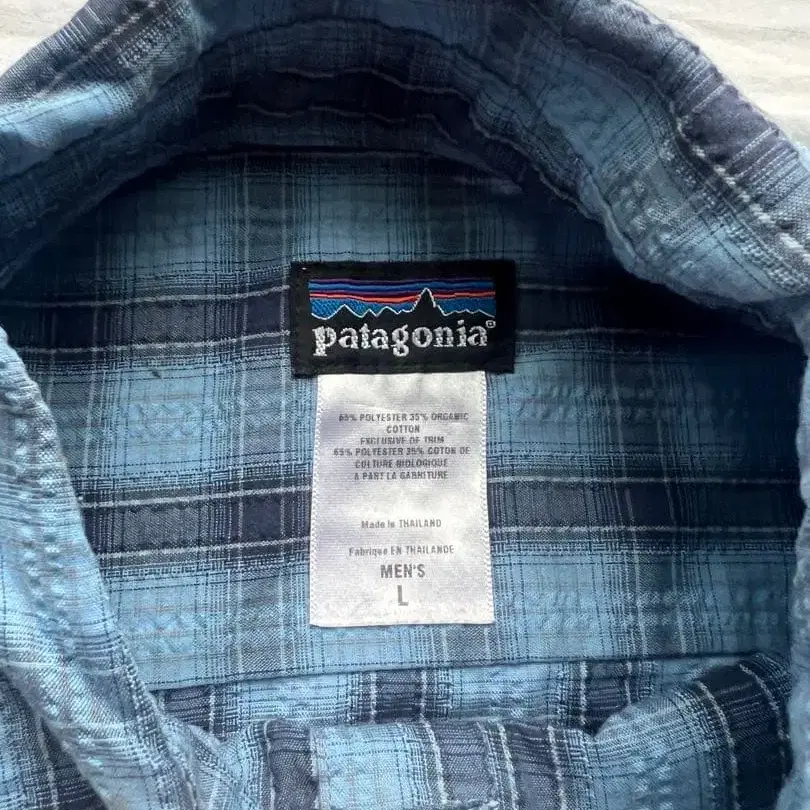 patagonia®
65% POLYESTER 35% ORGANIC
COTTON
EXCLUSIVE OF TRIM
65% POLYESTER 35% COTON DE
CULTURE BIOLOGIQUE
A PART LA GARNITURE
Made in THAILAND
Fabriqué EN THAILANDE
MEN'S
L